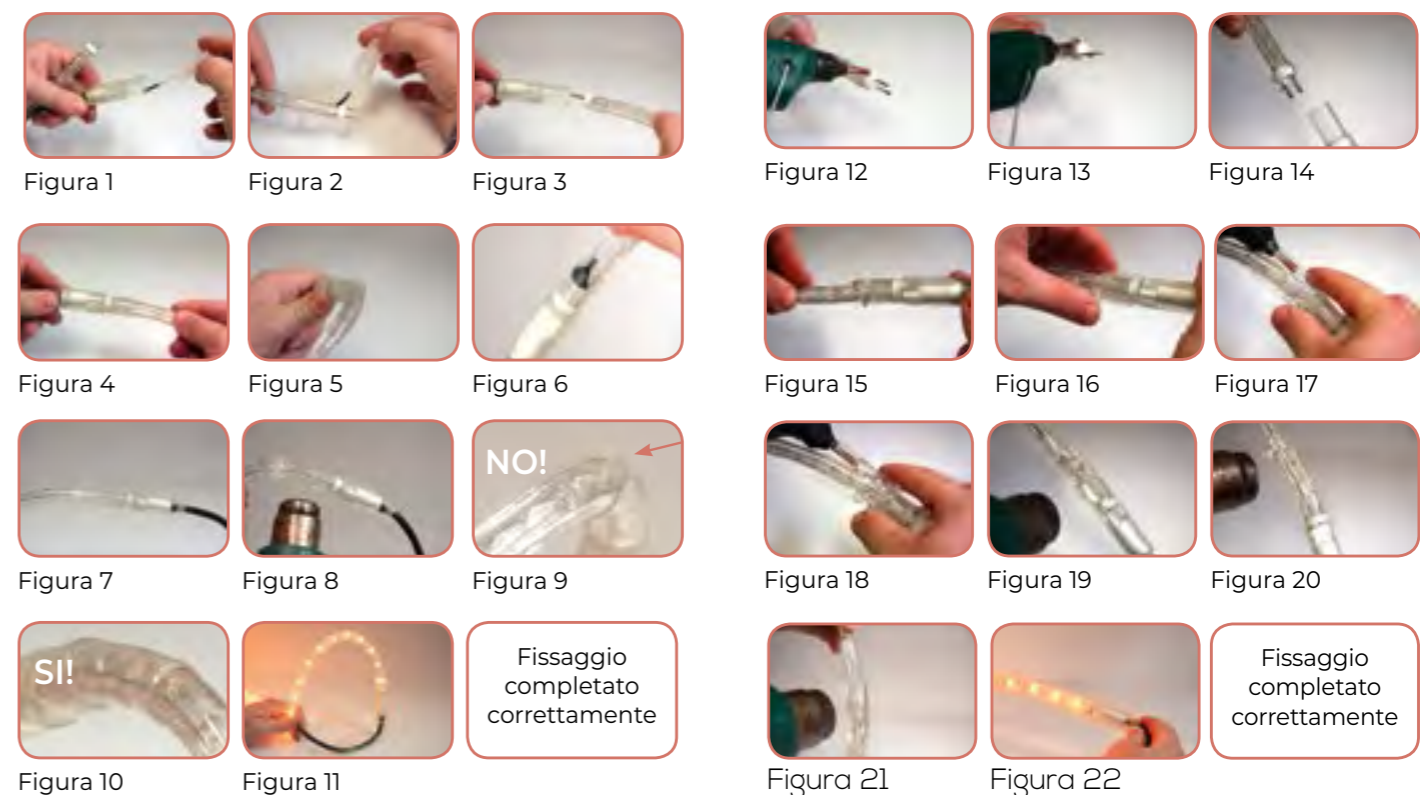 Figura 1
Figura 2
Figura 3
Figura 4
Figura 5
Figura 6
Figura 7
Figura 8
NO!
Figura 9
SI!
Figura 10
Figura 11
Fissaggio
completato
correttamente
Figura 12
Figura 13
Figura 14
Figura 15
Figura 16
Figura 17
Figura 18
Figura 19
Figura 20
Figura 21
Figura 22
Fissaggio
completato
correttamente